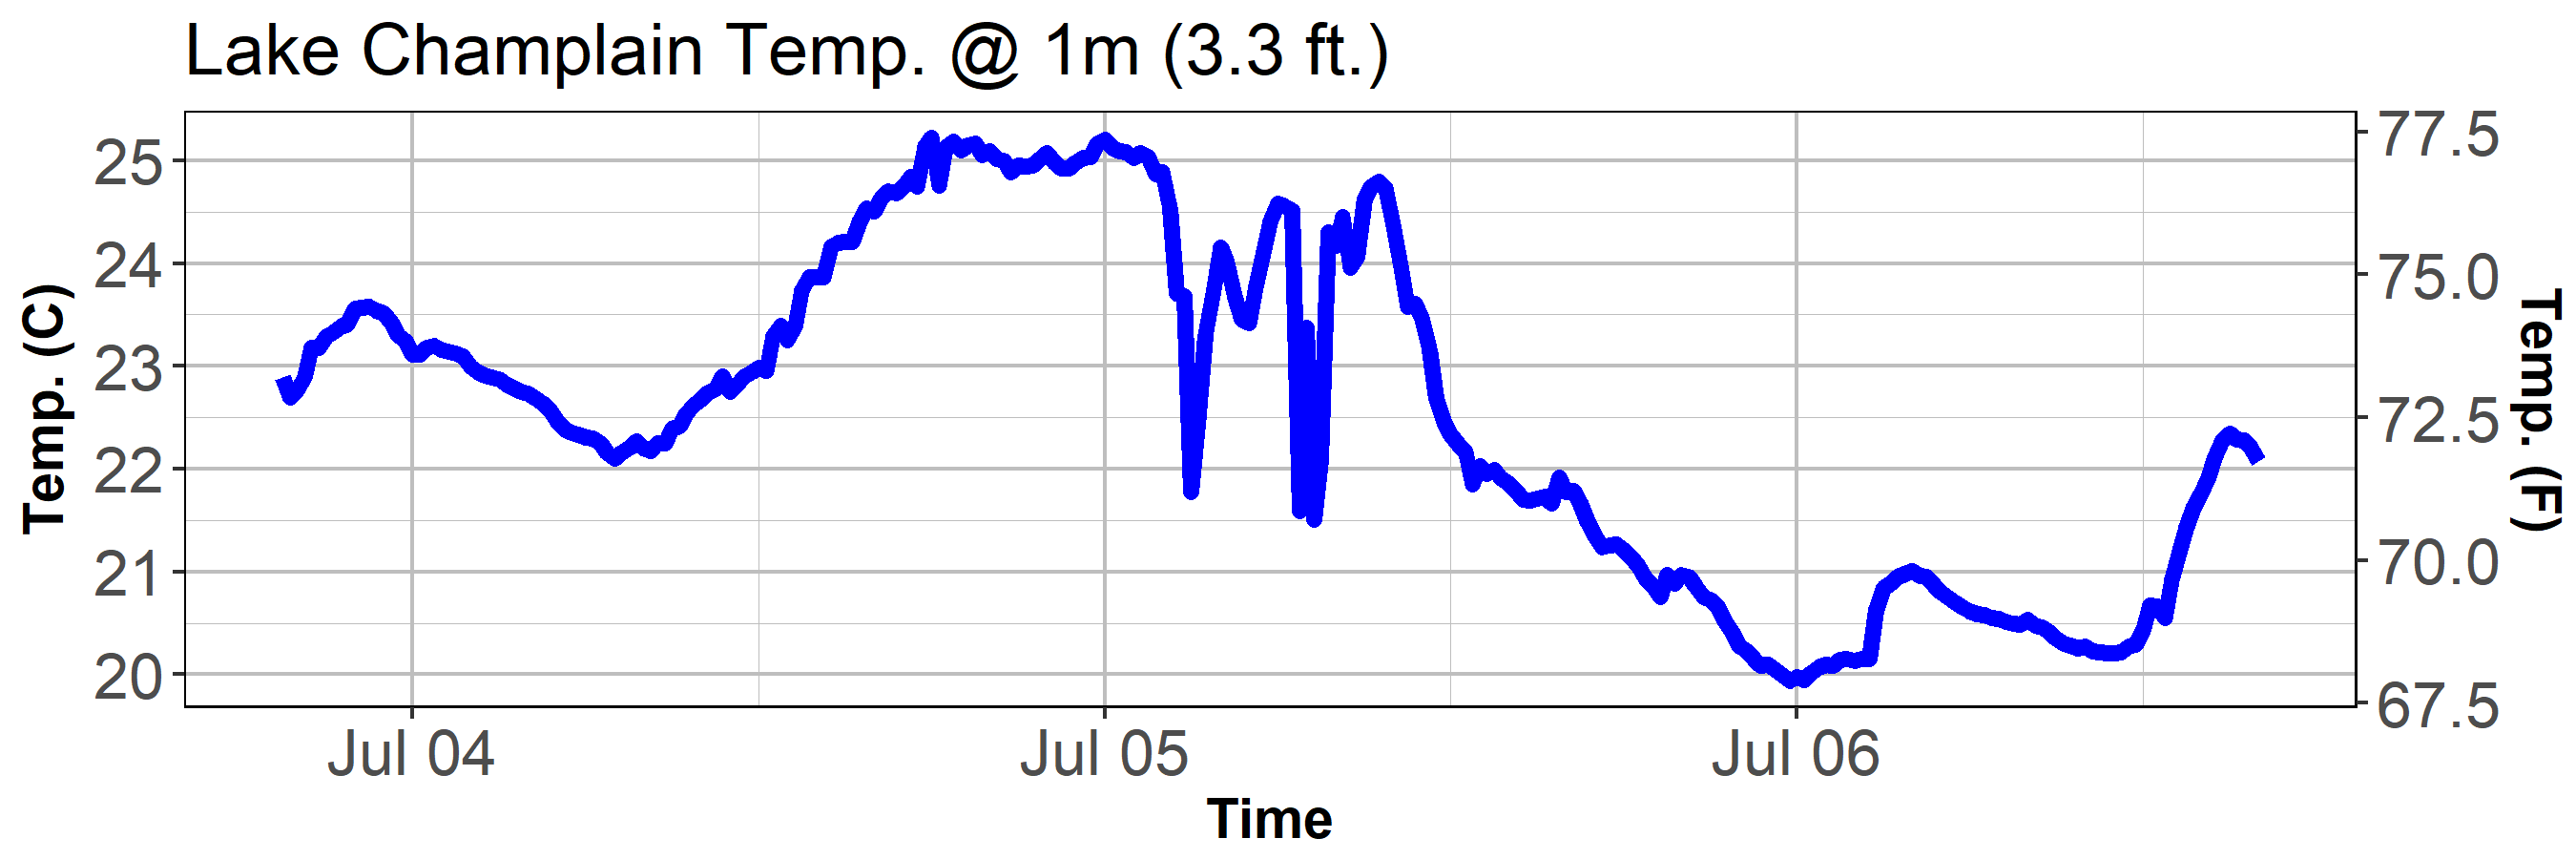 Lake Champlain Temp. @ 1m (3.3 ft.)
Temp. (C)
25
24
23
22
21
20
77.5
75.0
72.5
70.0
67.5
Temp. (F)
Jul 04 Jul 05 Jul 06
Time